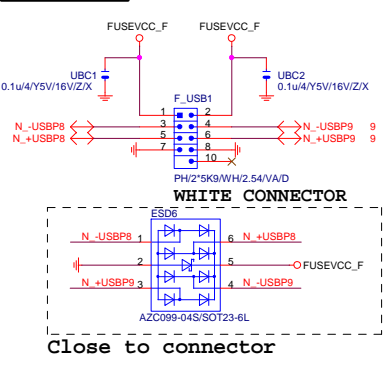 FUSEVCC_F FUSEVCC_F
UBC1 UBC2
0.1u/4/Y5V/16V/Z/X 0.1u/4/Y5V/16V/Z/X
F_USB1
1 2
N_-USBP8 3 4 N_-USBP9 9
N_+USBP8 5 6 N_+USBP9 9
7 8
10
PH/2*5K9/WH/2.54/VA/D
WHITE CONNECTOR
ESD6
N_-USBP8 1 6 N_+USBP8
2 5 FUSEVCC_F
N_+USBP9 3 4 N_-USBP9
AZC099-04S/SOT23-6L
Close to connector